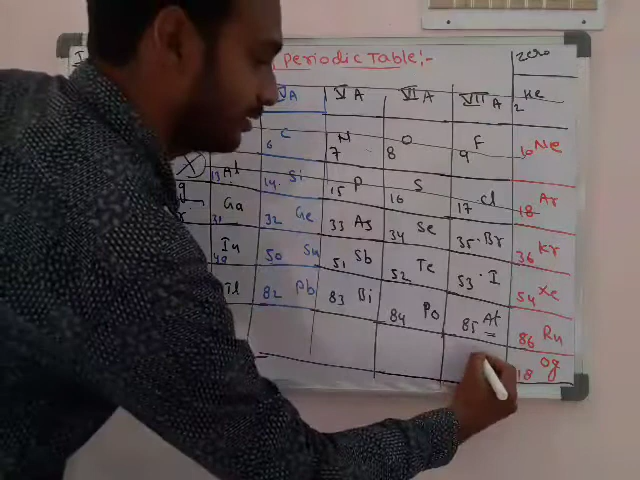 Periodic Table:-
Zero
IVA VA VIA VIIA 2 He
6 C 7 N 8 O 9 F 10 Ne
13 Al 14 Si 15 P 16 S 17 Cl 18 Ar
31 Ga 32 Ge 33 As 34 Se 35 Br 36 Kr
In 50 Sn 51 Sb 52 Te 53 I 54 Xe
Tl 82 Pb 83 Bi 84 Po 85 At 86 Rn
18 Og